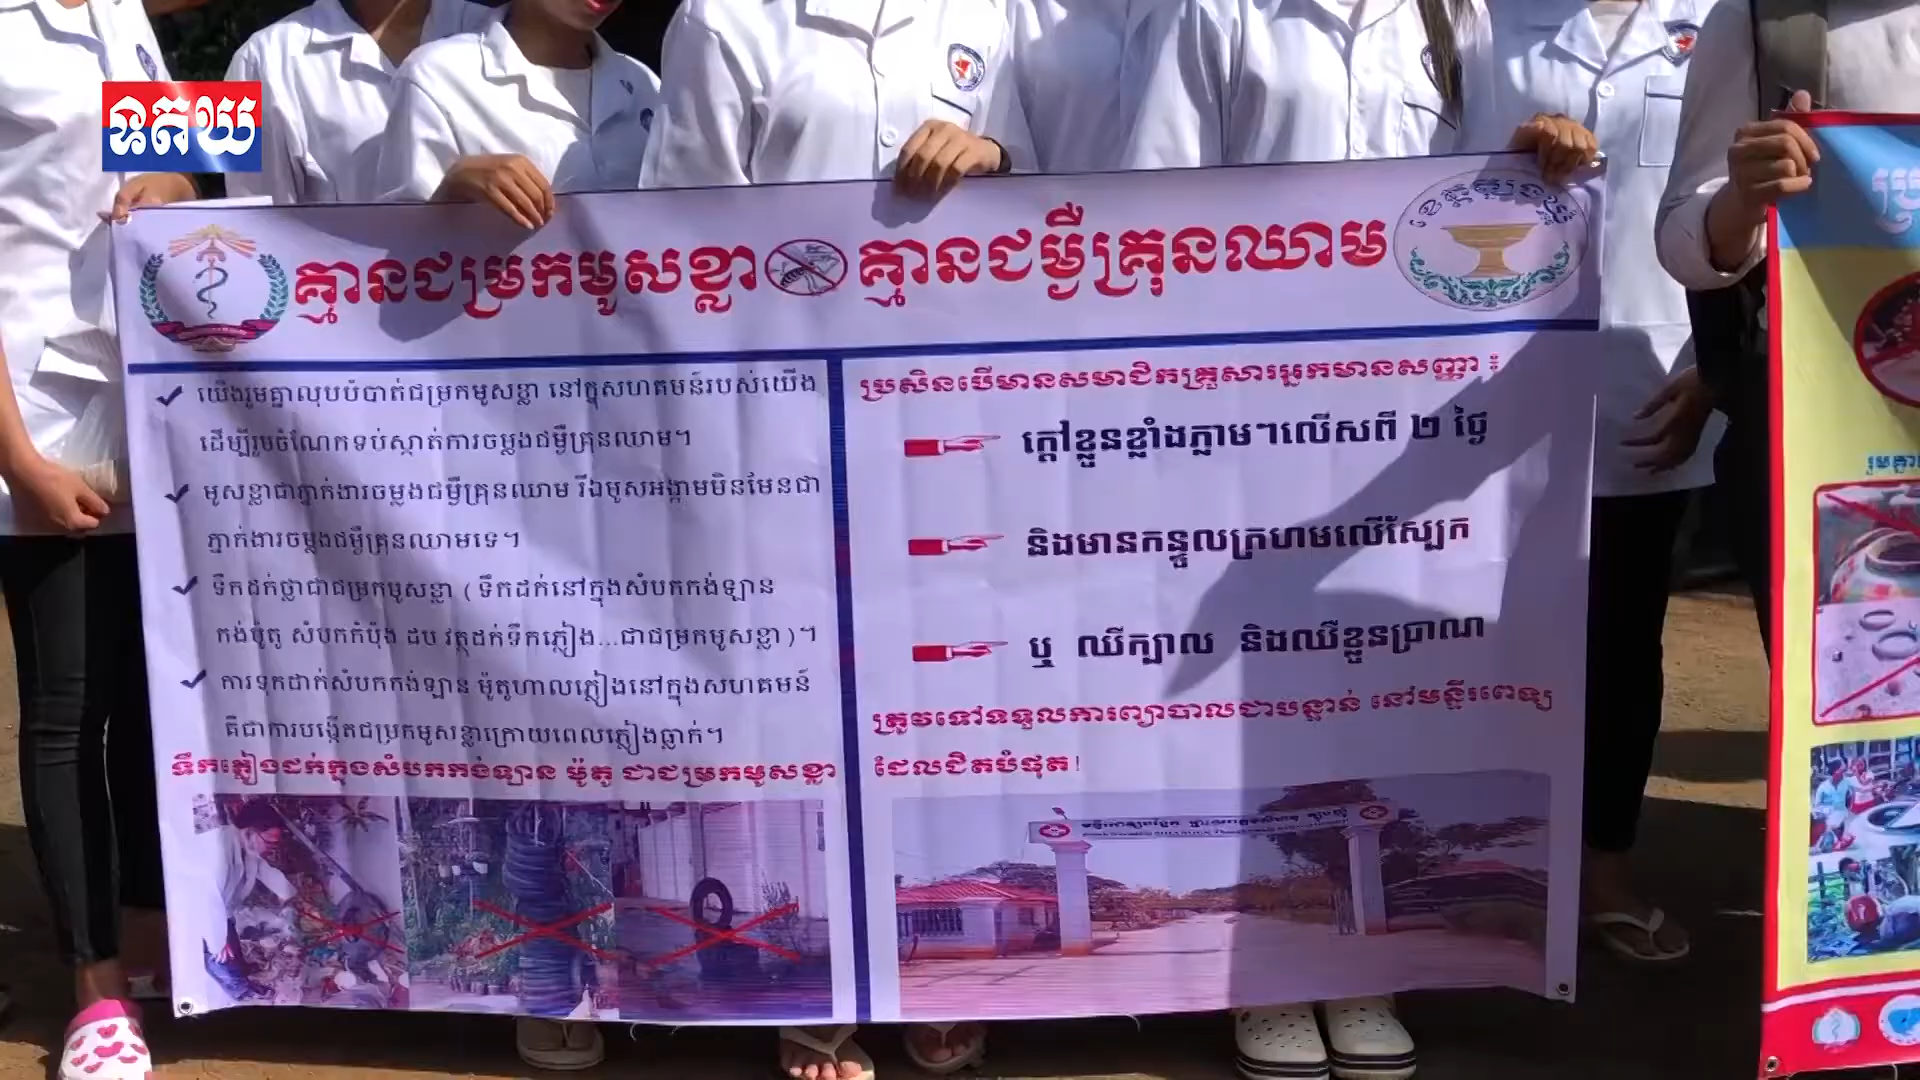 ទតយ
គ្មានជម្រកមូសខ្លា គ្មានជម្ងឺគ្រុនឈាម
ខេត្តត្បូងឃ្មុំ
យើងរួមគ្នាលុបបំបាត់ជម្រកមូសខ្លា នៅក្នុសហគមន៍របស់យើង
ដើម្បីរួមចំណែកទប់ស្កាត់ការចម្លងជម្ងឺគ្រុនឈាម។
មូសខ្លាជាភ្នាក់ងារចម្លងជម្ងឺគ្រុនឈាម រីឯមូសអង្កាមមិនមែនជា
ភ្នាក់ងារចម្លងជម្ងឺគ្រុនឈាមទេ។
ទឹកដក់ថ្លាជាជម្រកមូសខ្លា ( ទឹកដក់នៅក្នុងសំបកកង់ឡាន
កង់ម៉ូតូ សំបកកំប៉ុង ដប វត្ថុដក់ទឹកភ្លៀង...ជាជម្រកមូសខ្លា )។
ការទុកដាក់សំបកកង់ឡាន ម៉ូតូហាលភ្លៀងនៅក្នុងសហគមន៍
គឺជាការបង្កើតជម្រកមូសខ្លាក្រោយពេលភ្លៀងធ្លាក់។
ទឹកភ្លៀងដក់ក្នុងសំបកកង់ឡាន ម៉ូតូ ជាជម្រកមូសខ្លា
ប្រសិនបើមានសមាជិកគ្រួសារអ្នកមានសញ្ញា ៖
ក្តៅខ្លួនខ្លាំងភ្លាមៗលើសពី ២ ថ្ងៃ
និងមានកន្ទួលក្រហមលើស្បែក
ឬ ឈឺក្បាល និងឈឺខ្លួនប្រាណ
ត្រូវទៅទទួលការព្យាបាលជាបន្ទាន់ នៅមន្ទីរពេទ្យ
ដែលជិតបំផុត!